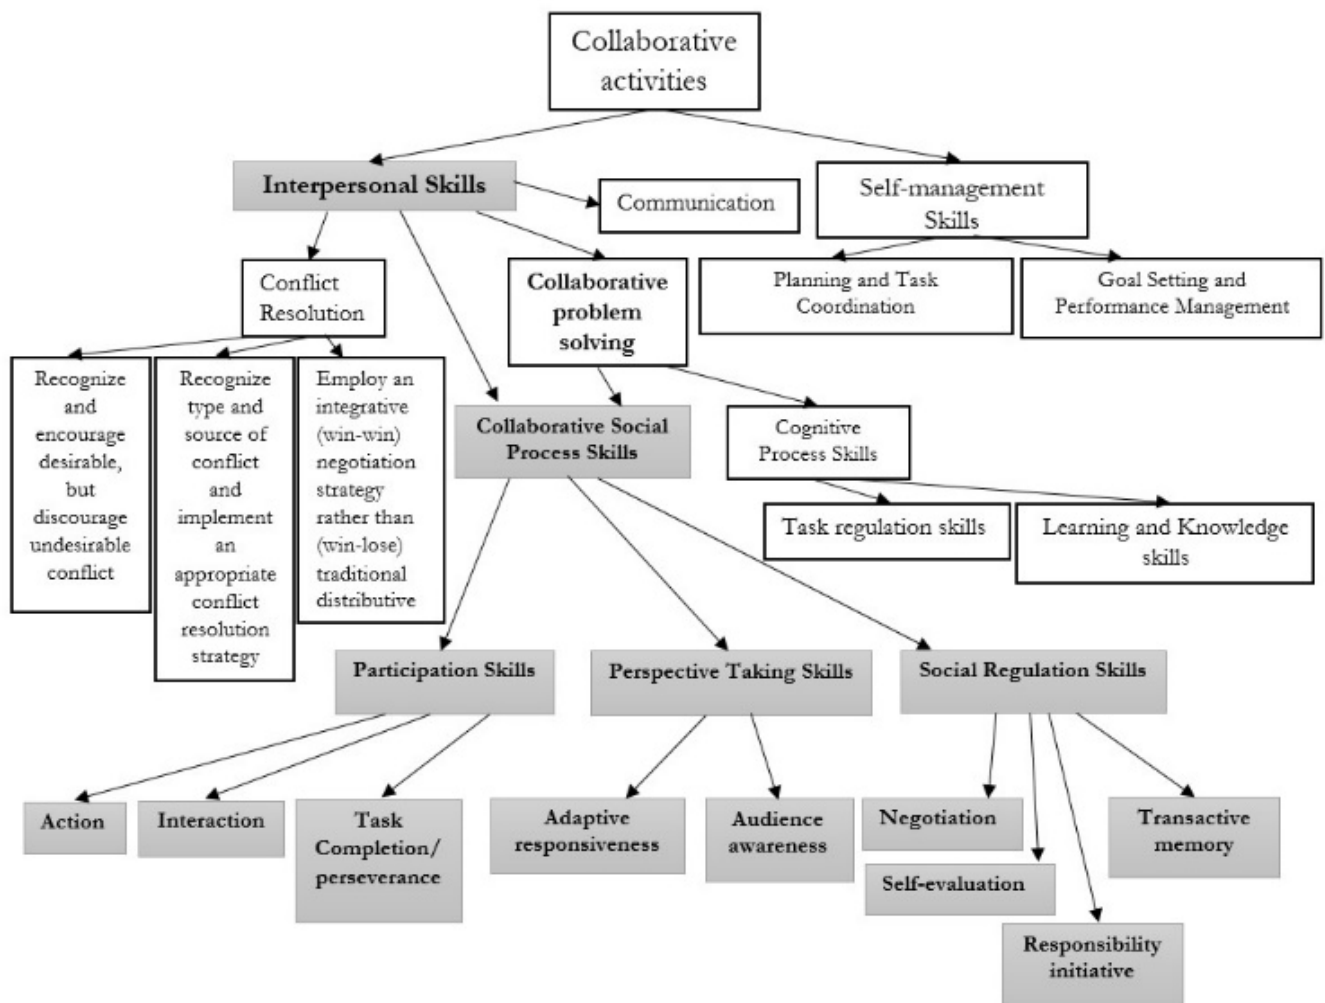 Collaborative
activities
Interpersonal Skills
Communication
Self-management
Skills
Conflict
Resolution
Collaborative
problem
solving
Planning and Task
Coordination
Goal Setting and
Performance Management
Recognize
and
encourage
desirable,
but
discourage
undesirable
conflict
Recognize
type and
source of
conflict
and
implement
an
appropriate
conflict
resolution
strategy
Employ an
integrative
(win-win)
negotiation
strategy
rather than
(win-lose)
traditional
distributive
Collaborative Social
Process Skills
Cognitive
Process Skills
Task regulation skills
Learning and Knowledge
skills
Participation Skills
Perspective Taking Skills
Social Regulation Skills
Action
Interaction
Task
Completion/
perseverance
Adaptive
responsiveness
Audience
awareness
Negotiation
Self-evaluation
Responsibility
initiative
Transactive
memory